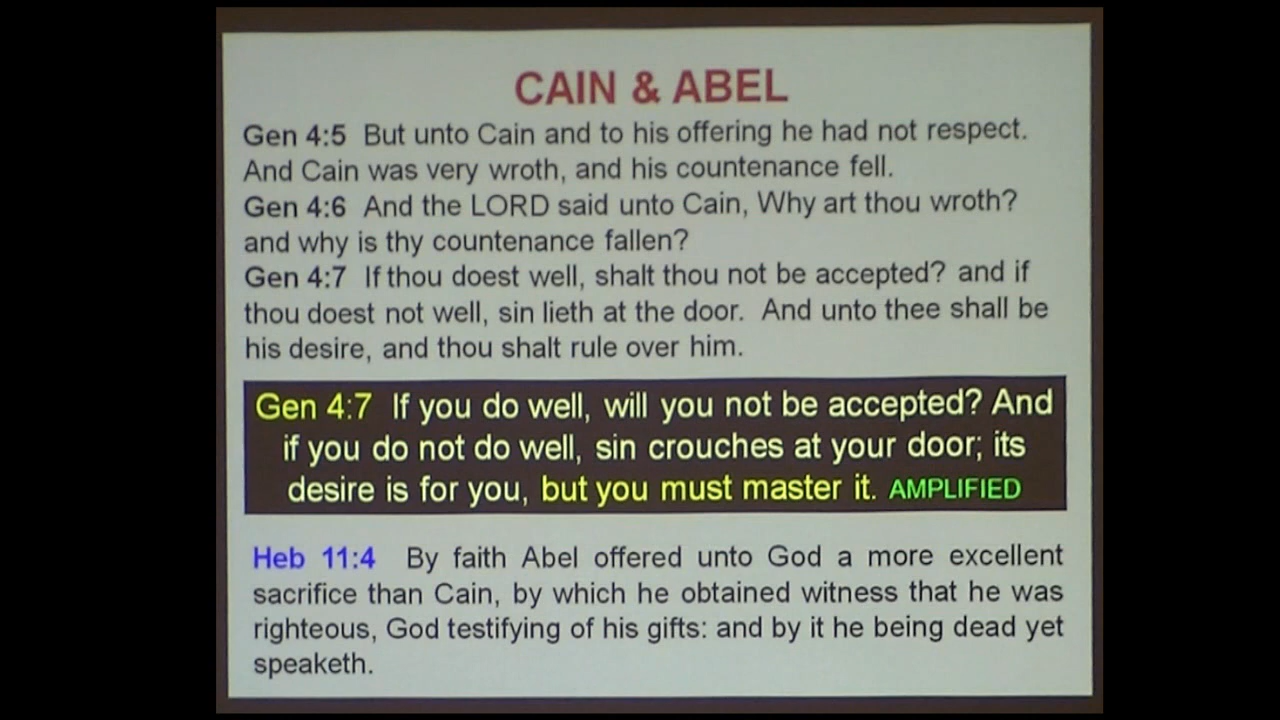 CAIN & ABEL
Gen 4:5 But unto Cain and to his offering he had not respect.
And Cain was very wroth, and his countenance fell.
Gen 4:6 And the LORD said unto Cain, Why art thou wroth?
and why is thy countenance fallen?
Gen 4:7 If thou doest well, shalt thou not be accepted? and if
thou doest not well, sin lieth at the door. And unto thee shall be
his desire, and thou shalt rule over him.
Gen 4:7 If you do well, will you not be accepted? And
if you do not do well, sin crouches at your door; its
desire is for you, but you must master it. AMPLIFIED
Heb 11:4 By faith Abel offered unto God a more excellent
sacrifice than Cain, by which he obtained witness that he was
righteous, God testifying of his gifts: and by it he being dead yet
speaketh.